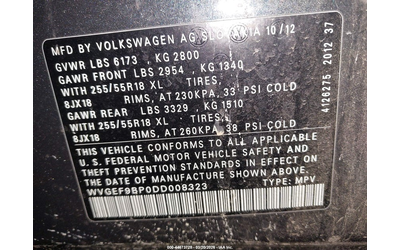 MFD BY VOLKSWAGEN AG SLOVAKIA 10/12
GVWR LBS 6173 , KG 2800
GAWR FRONT LBS 2954 , KG 1340
WITH 255/55R18 XL TIRES,
8JX18 RIMS, AT 230KPA, 33 PSI COLD
GAWR REAR LBS 3329 , KG 1510
WITH 255/55R18 XL TIRES,
8JX18 RIMS, AT 260KPA, 38 PSI COLD
THIS VEHICLE CONFORMS TO ALL APPLICABLE
U.S. FEDERAL MOTOR VEHICLE SAFETY AND
THEFT PREVENTION STANDARDS IN EFFECT ON
THE DATE OF MANUFACTURE SHOWN ABOVE.
WVGEF9BP0DD008323 TYPE: MPV
4126275 2012 37